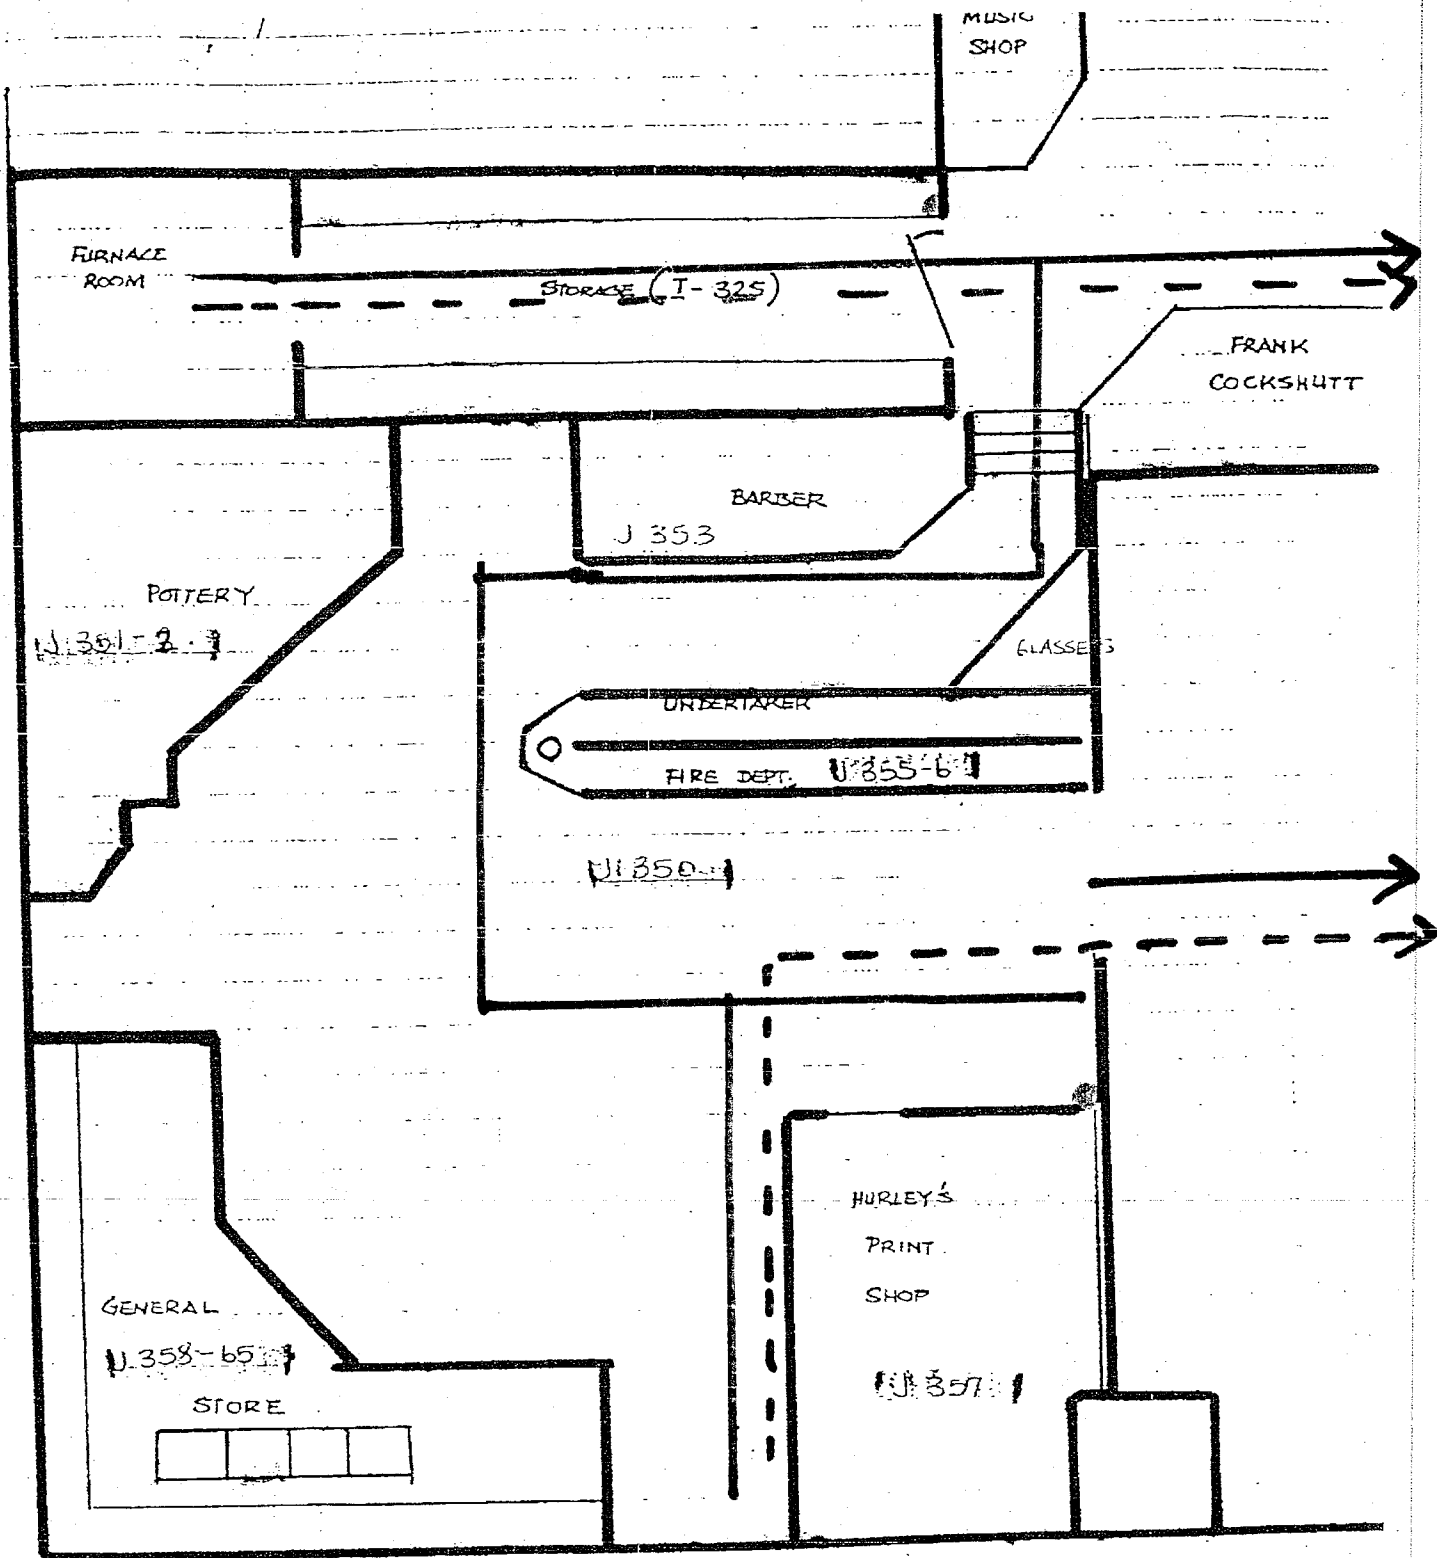 MUSIC
SHOP
FURNACE
ROOM
STORAGE (I-325)
FRANK
COCKSHUTT
BARBER
J 353
POTTERY
J 351-2
GLASSES
UNDERTAKER
FIRE DEPT. J 355-6
J 350
HURLEY'S
PRINT
SHOP
J 357
GENERAL
J 358-65
STORE